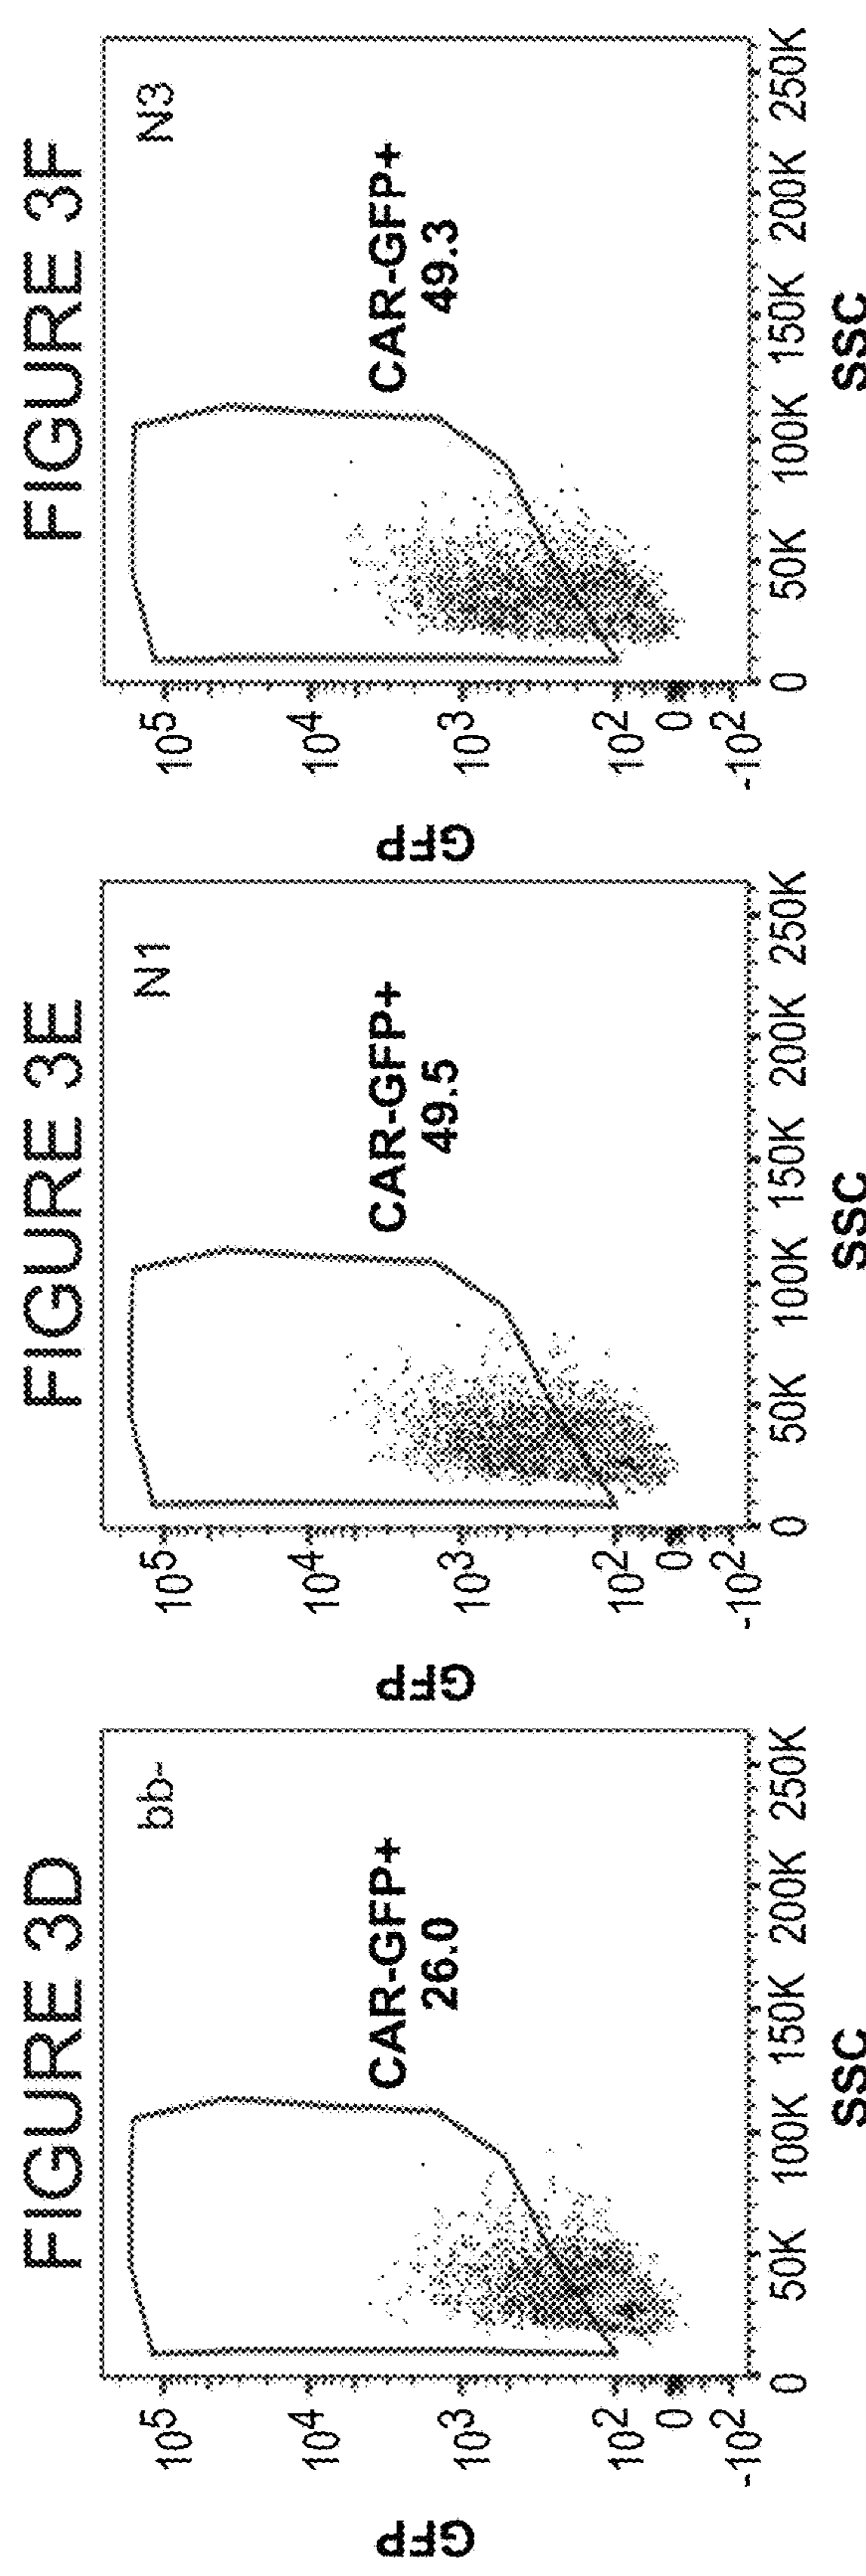 FIGURE 3D
bb-
CAR-GFP+
26.0
GFP
10^5
10^4
10^3
10^2
0
-10^2
0 50K 100K 150K 200K 250K
SSC
FIGURE 3E
N1
CAR-GFP+
49.5
GFP
10^5
10^4
10^3
10^2
0
-10^2
0 50K 100K 150K 200K 250K
SSC
FIGURE 3F
N3
CAR-GFP+
49.3
GFP
10^5
10^4
10^3
10^2
0
-10^2
0 50K 100K 150K 200K 250K
SSC